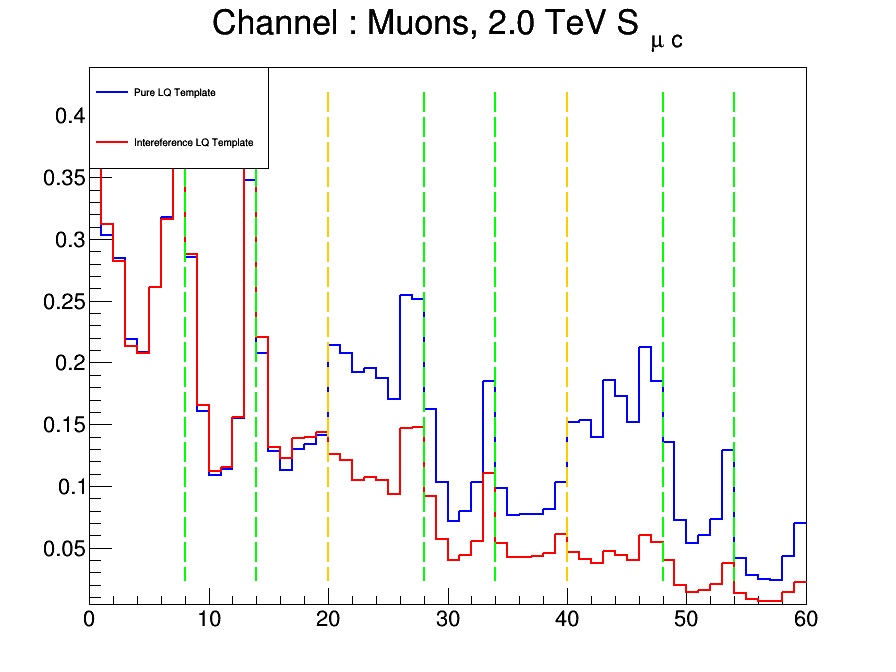 Channel : Muons, 2.0 TeV S μ c
Pure LQ Template
Intereference LQ Template
0.4
0.35
0.3
0.25
0.2
0.15
0.1
0.05
0 10 20 30 40 50 60